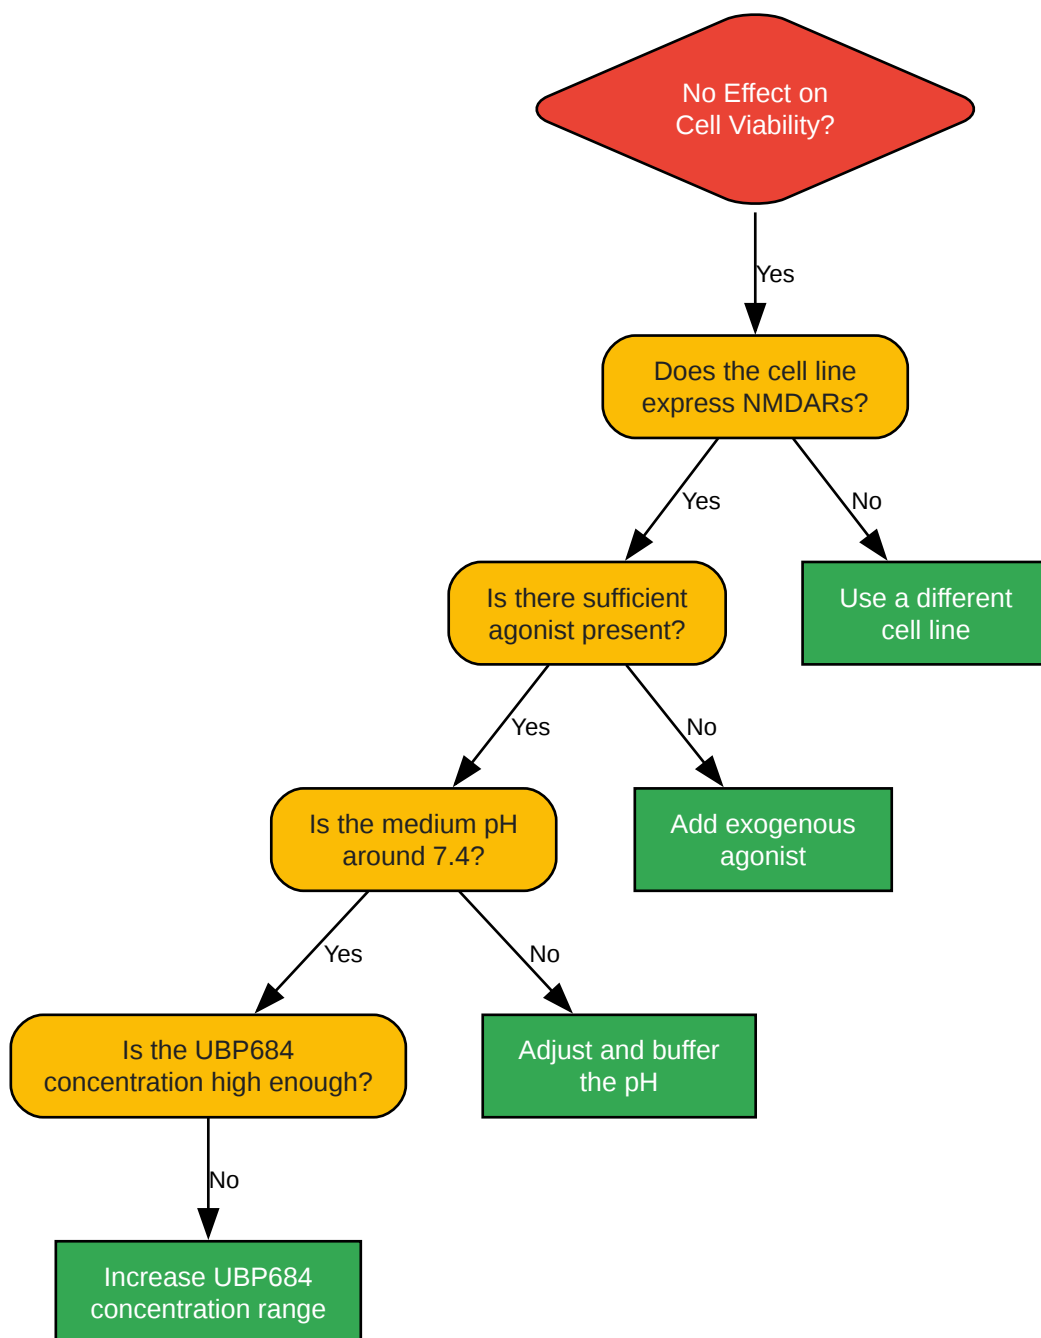 No Effect on
Cell Viability?
Yes
Does the cell line
express NMDARs?
Yes
No
Is there sufficient
agonist present?
Use a different
cell line
Yes
No
Is the medium pH
around 7.4?
Add exogenous
agonist
Yes
No
Is the UBP684
concentration high enough?
Adjust and buffer
the pH
No
Increase UBP684
concentration range